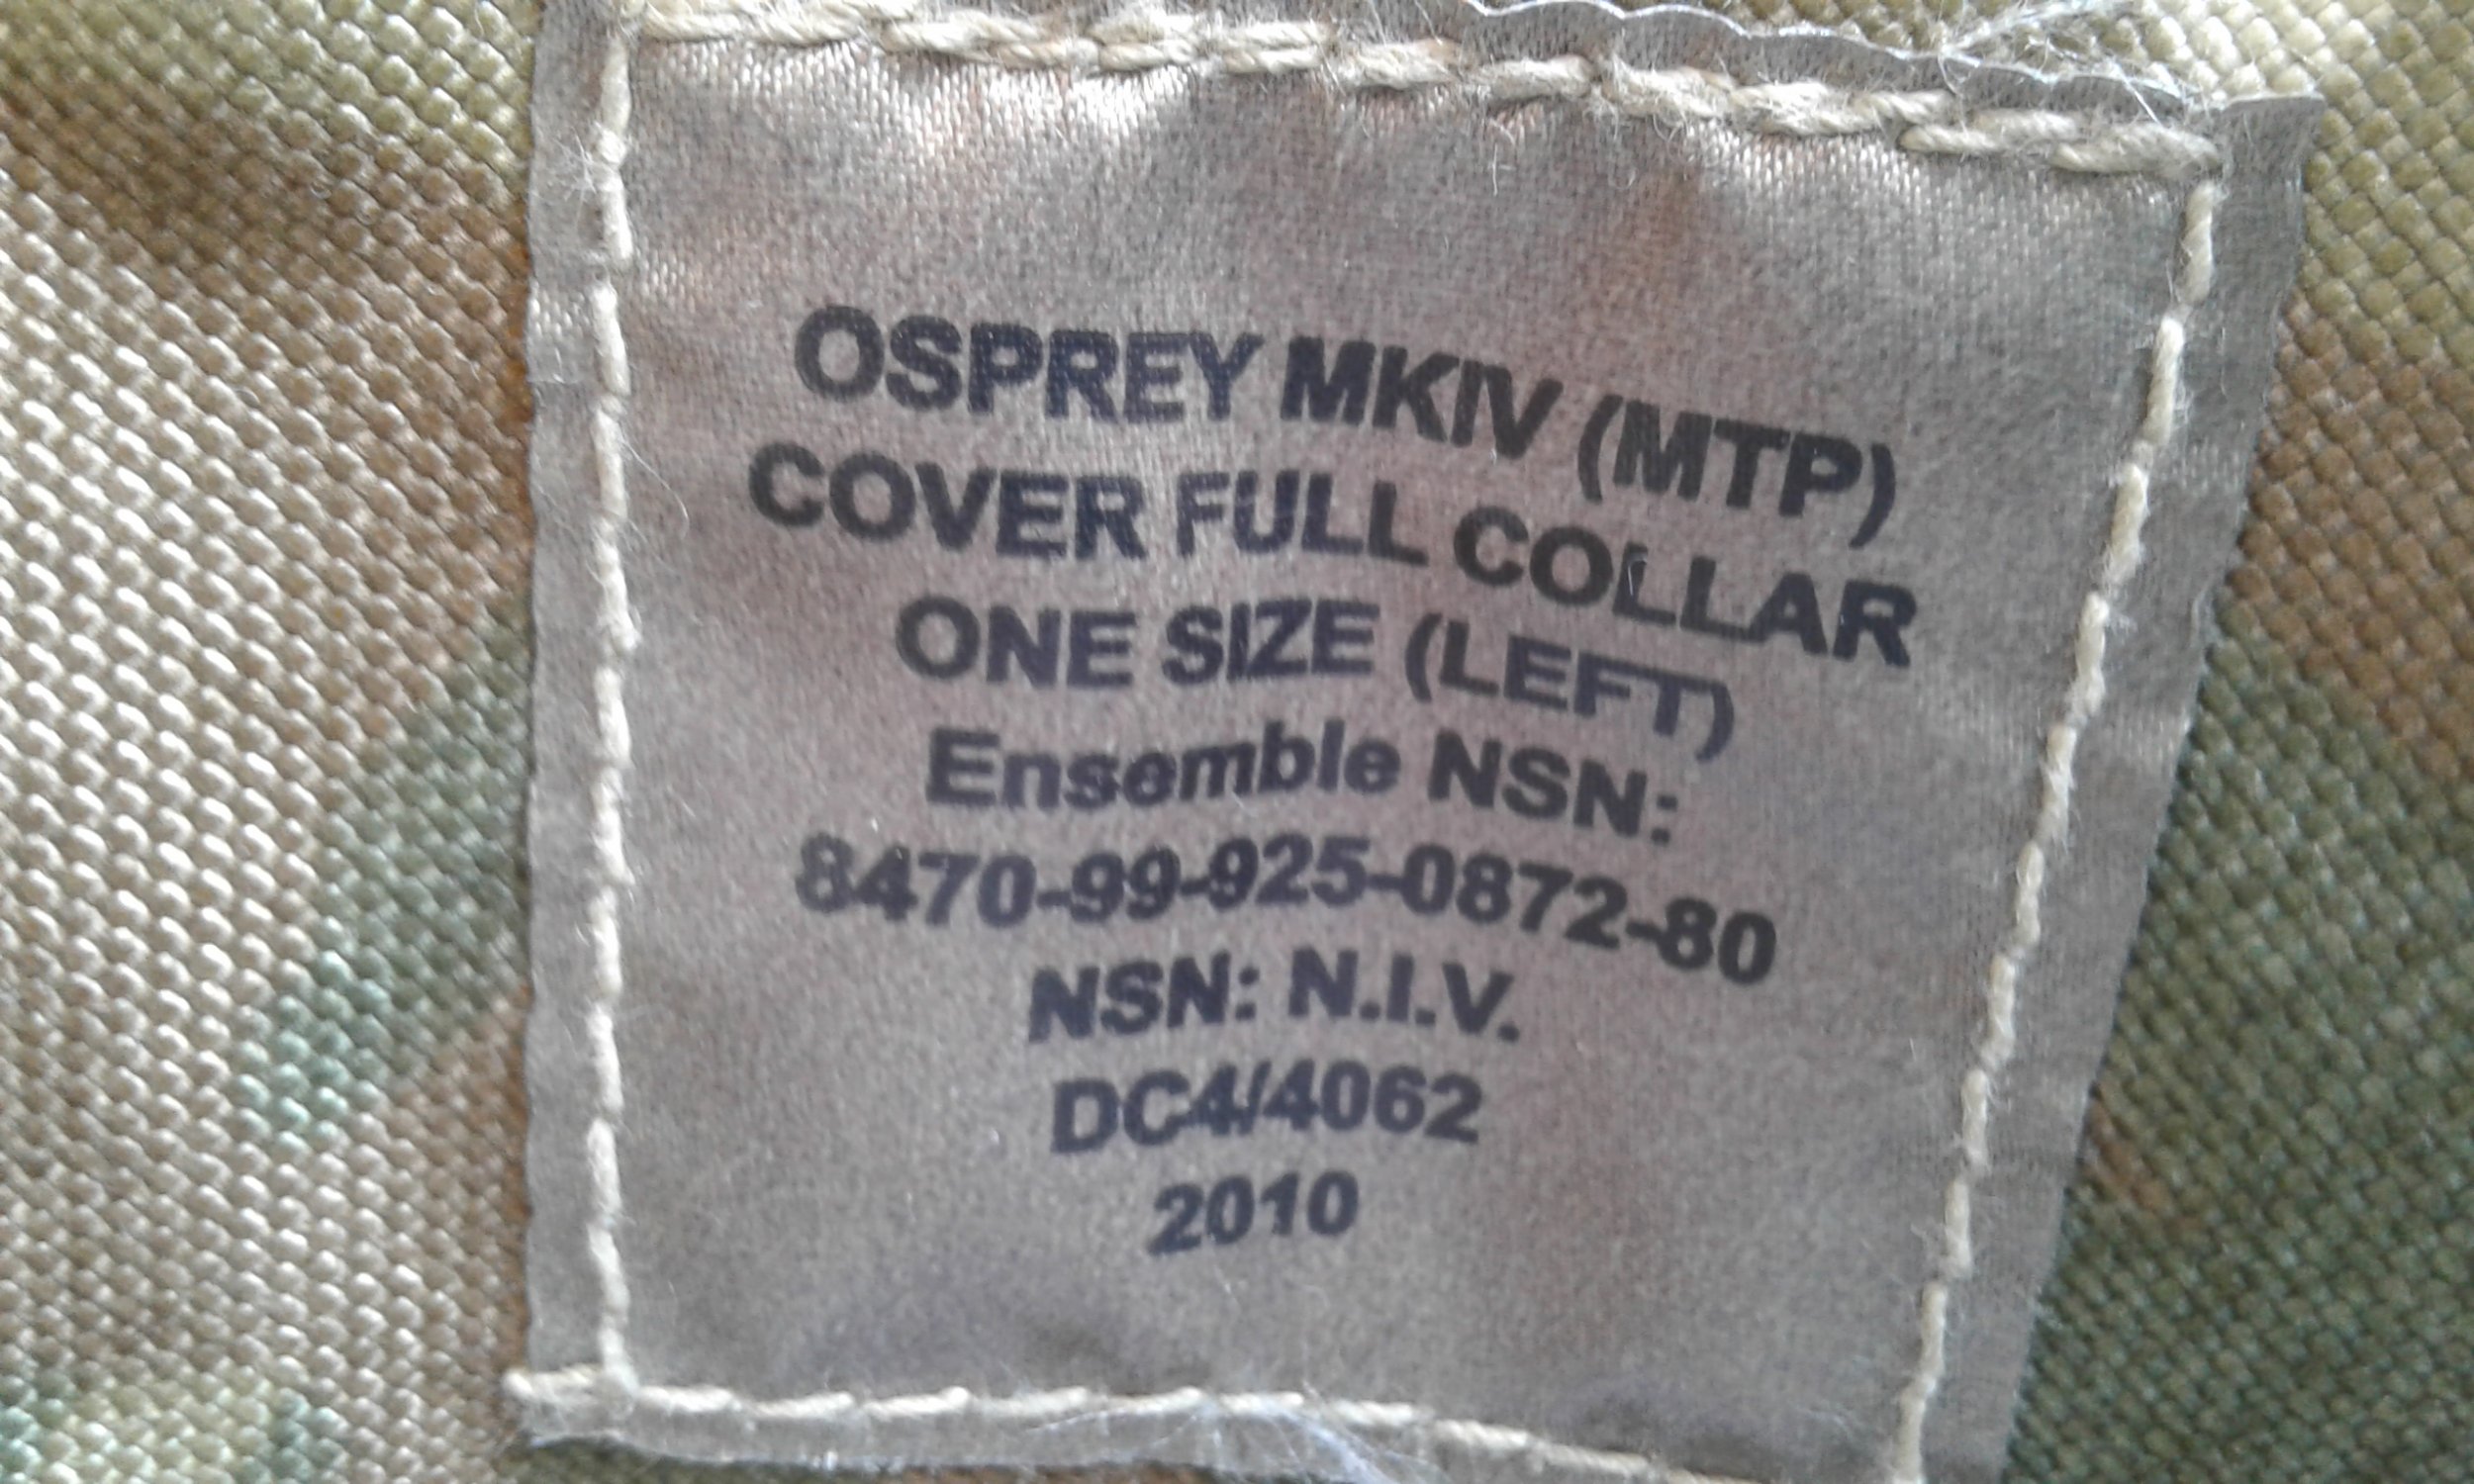 OSPREY MKIV (MTP)
COVER FULL COLLAR
ONE SIZE (LEFT)
Ensemble NSN:
8470-99-925-0872-80
NSN: N.I.V.
DC4/4062
2010